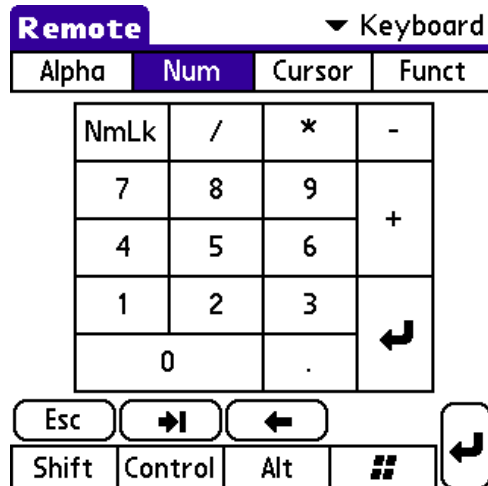 Remote Keyboard
Alpha Num Cursor Funct
NmLk / * -
7 8 9
+
4 5 6
1 2 3
0 .
Esc
Shift Control Alt